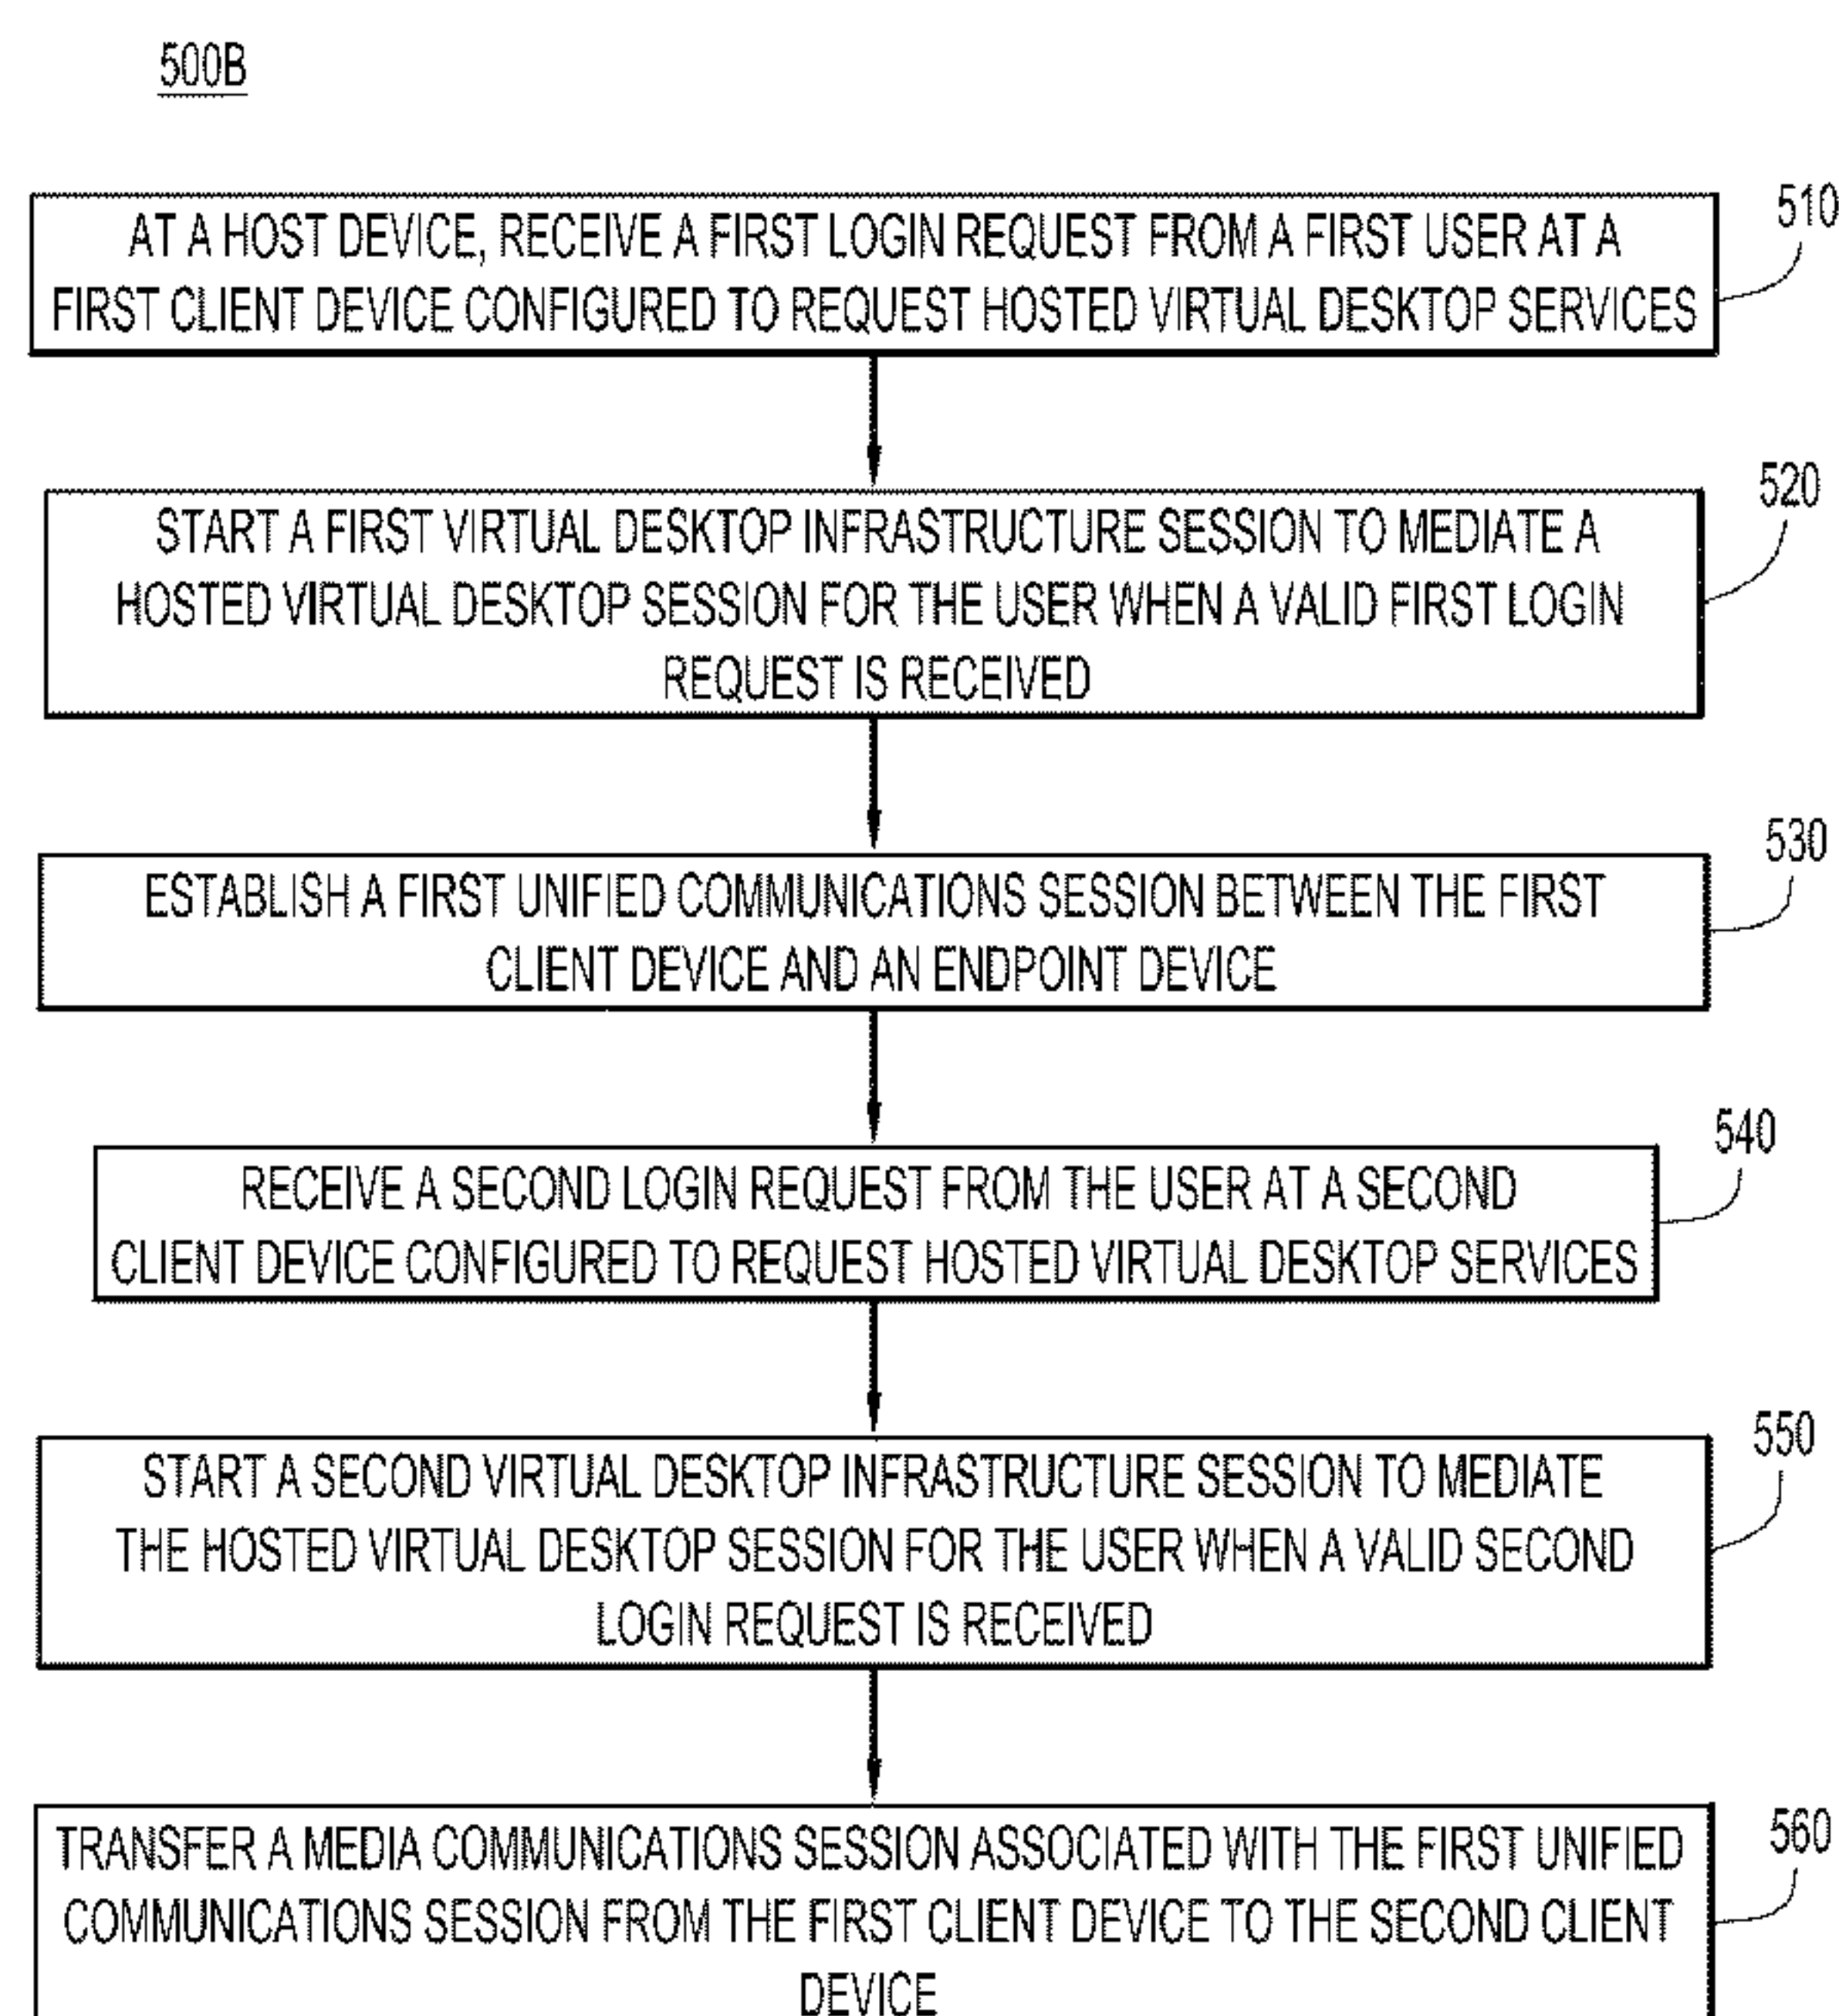 500B
510
AT A HOST DEVICE, RECEIVE A FIRST LOGIN REQUEST FROM A FIRST USER AT A
FIRST CLIENT DEVICE CONFIGURED TO REQUEST HOSTED VIRTUAL DESKTOP SERVICES
520
START A FIRST VIRTUAL DESKTOP INFRASTRUCTURE SESSION TO MEDIATE A
HOSTED VIRTUAL DESKTOP SESSION FOR THE USER WHEN A VALID FIRST LOGIN
REQUEST IS RECEIVED
530
ESTABLISH A FIRST UNIFIED COMMUNICATIONS SESSION BETWEEN THE FIRST
CLIENT DEVICE AND AN ENDPOINT DEVICE
540
RECEIVE A SECOND LOGIN REQUEST FROM THE USER AT A SECOND
CLIENT DEVICE CONFIGURED TO REQUEST HOSTED VIRTUAL DESKTOP SERVICES
550
START A SECOND VIRTUAL DESKTOP INFRASTRUCTURE SESSION TO MEDIATE
THE HOSTED VIRTUAL DESKTOP SESSION FOR THE USER WHEN A VALID SECOND
LOGIN REQUEST IS RECEIVED
560
TRANSFER A MEDIA COMMUNICATIONS SESSION ASSOCIATED WITH THE FIRST UNIFIED
COMMUNICATIONS SESSION FROM THE FIRST CLIENT DEVICE TO THE SECOND CLIENT
DEVICE